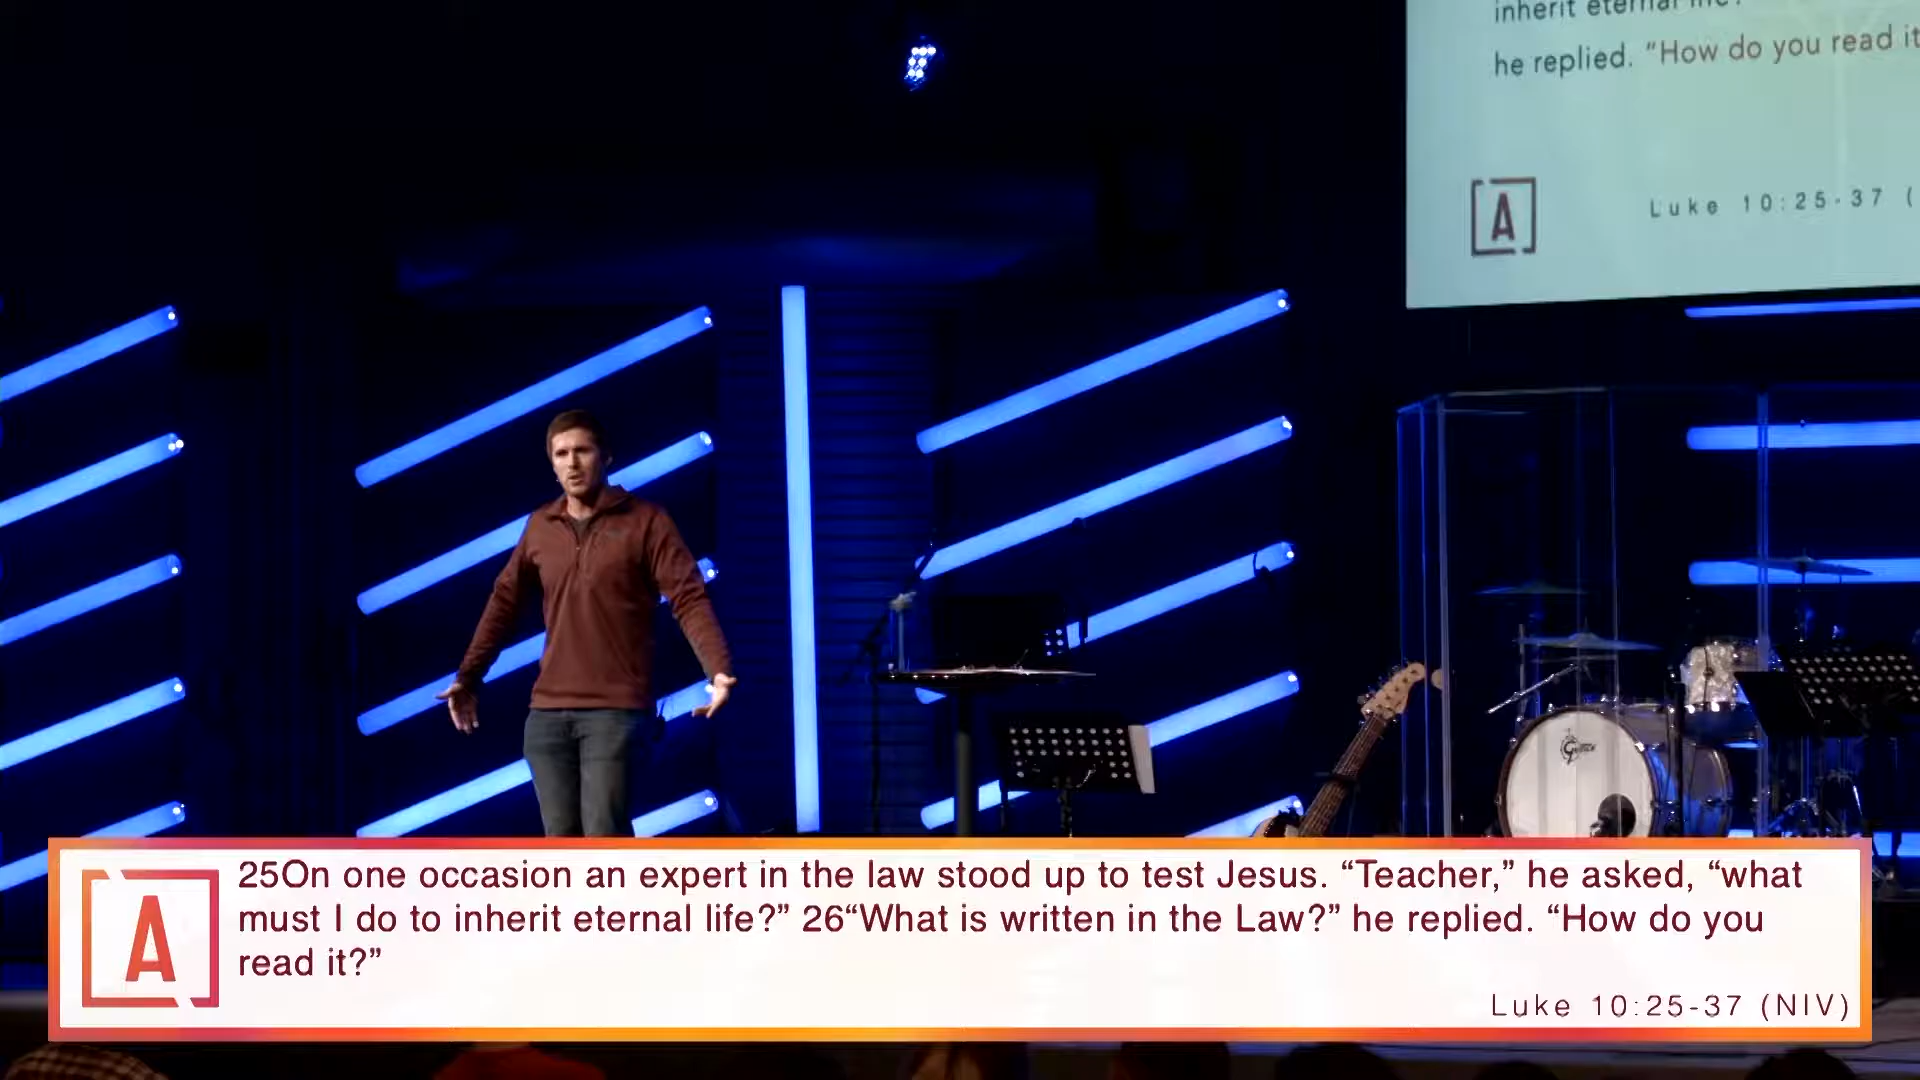 inherit eternal
he replied. “How do you read it
A
Luke 10:25-37 (
Gretsch
25On one occasion an expert in the law stood up to test Jesus. “Teacher,” he asked, “what
must I do to inherit eternal life?” 26“What is written in the Law?” he replied. “How do you
read it?”
A
Luke 10:25-37 (NIV)